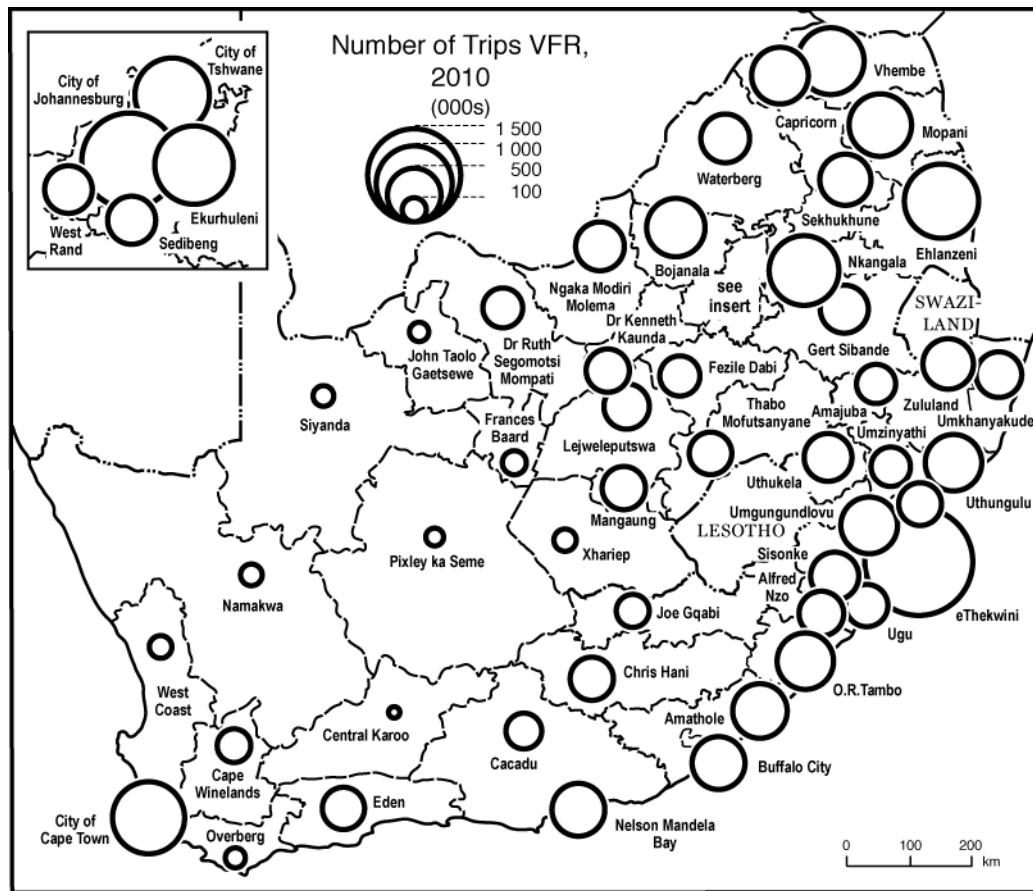 Number of Trips VFR,
2010
(000s)
1 500
1 000
500
100
City of
Tshwane
City of
Johannesburg
West
Rand
Sedibeng
Ekurhuleni
Vhembe
Capricorn
Mopani
Waterberg
Sekhukhune
Ehlanzeni
Bojanala
Nkangala
Ngaka Modiri
Molema
see
insert
SWAZI-
LAND
Dr Kenneth
Kaunda
Gert Sibande
John Taolo
Gaetsewe
Dr Ruth
Segomotsi
Mompati
Fezile Dabi
Zululand
Umkhanyakude
Siyanda
Frances
Baard
Lejweleputswa
Thabo
Mofutsanyane
Amajuba
Umzinyathi
Uthukela
Uthungulu
Mangaung
Umgungundlovu
LESOTHO
Pixley ka Seme
Xhariep
Sisonke
Alfred
Nzo
Namakwa
Joe Gqabi
Ugu
eThekwini
West
Coast
Chris Hani
O.R.Tambo
Central Karoo
Amathole
Cacadu
Buffalo City
Cape
Winelands
Eden
City of
Cape Town
Overberg
Nelson Mandela
Bay
0 100 200
km